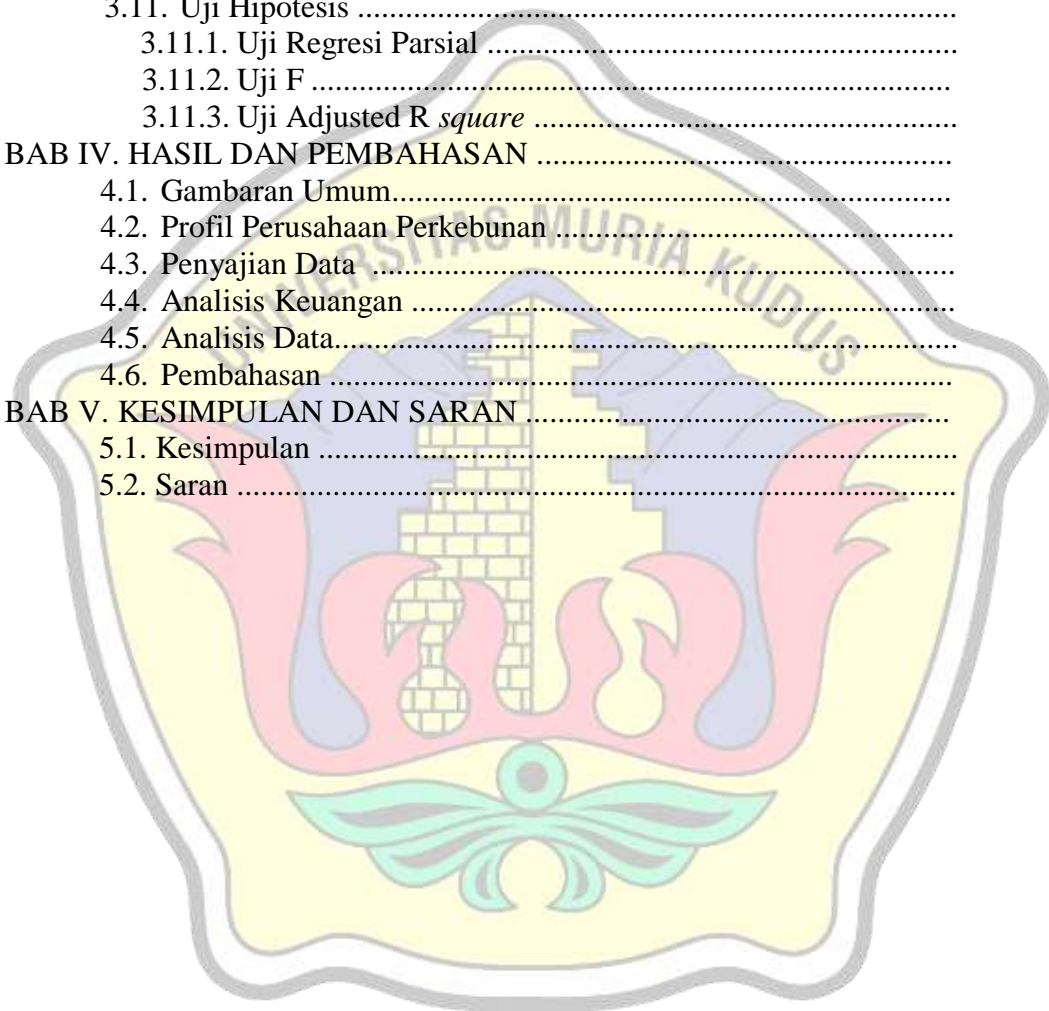 3.11. Uji Hipotesis ...............................................................
3.11.1. Uji Regresi Parsial .................................................
3.11.2. Uji F ...................................................................
3.11.3. Uji Adjusted R square ............................................
BAB IV. HASIL DAN PEMBAHASAN ............................................
4.1. Gambaran Umum...........................................................
4.2. Profil Perusahaan Perkebunan ..........................................
4.3. Penyajian Data .............................................................
4.4. Analisis Keuangan .........................................................
4.5. Analisis Data.................................................................
4.6. Pembahasan .................................................................
BAB V. KESIMPULAN DAN SARAN .............................................
5.1. Kesimpulan ...................................................................
5.2. Saran ...........................................................................
UNIVERSITAS MURIA KUDUS